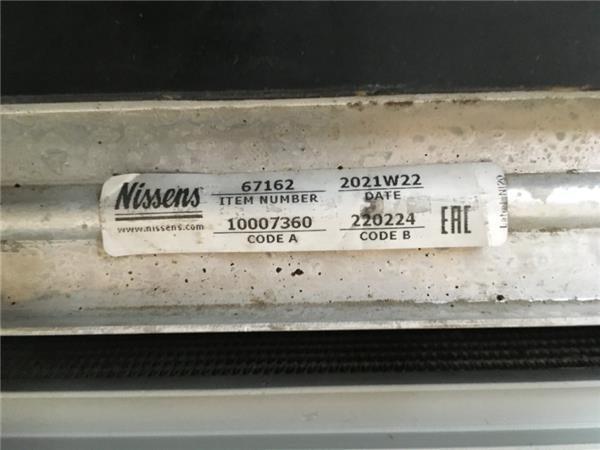 Nissens
www.nissens.com
67162
ITEM NUMBER
2021W22
DATE
10007360
CODE A
220224
CODE B
EAC